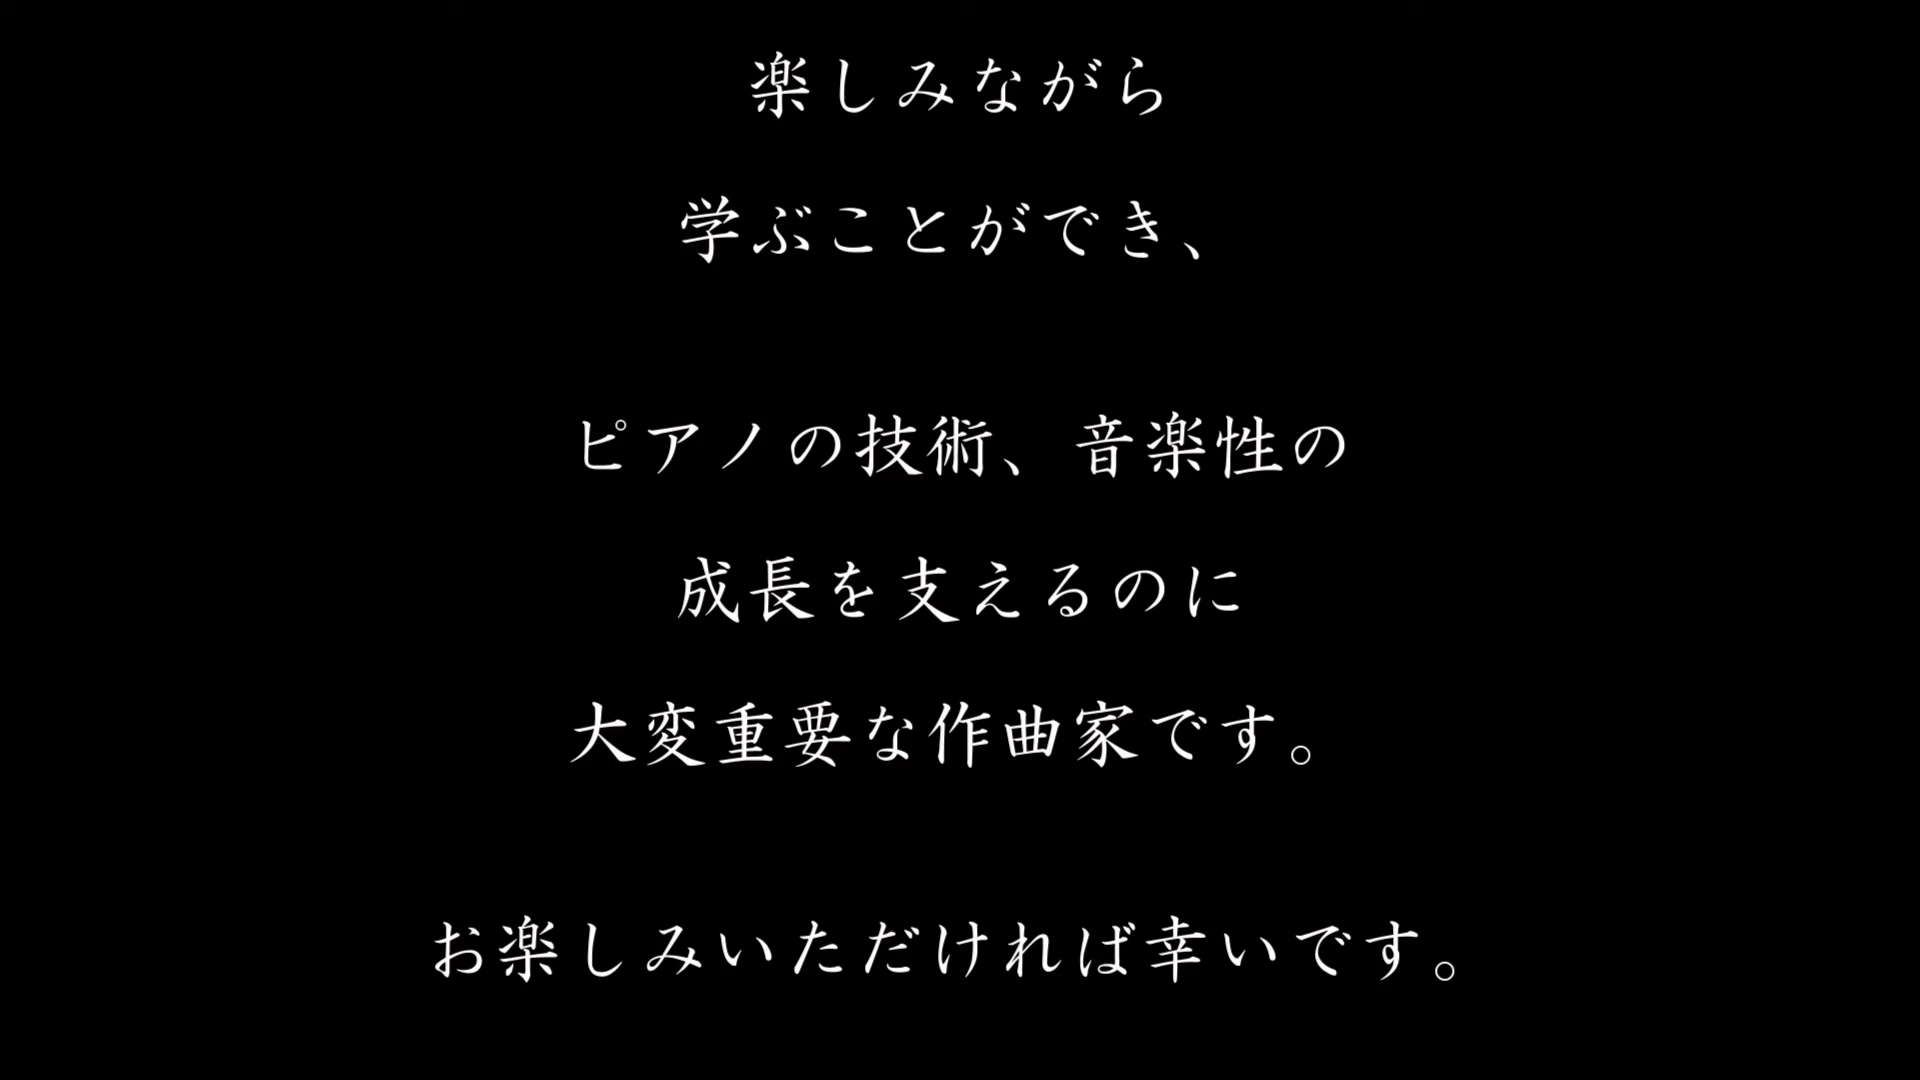 楽しみながら
学ぶことができ、
ピアノの技術、音楽性の
成長を支えるのに
大変重要な作曲家です。
お楽しみいただければ幸いです。